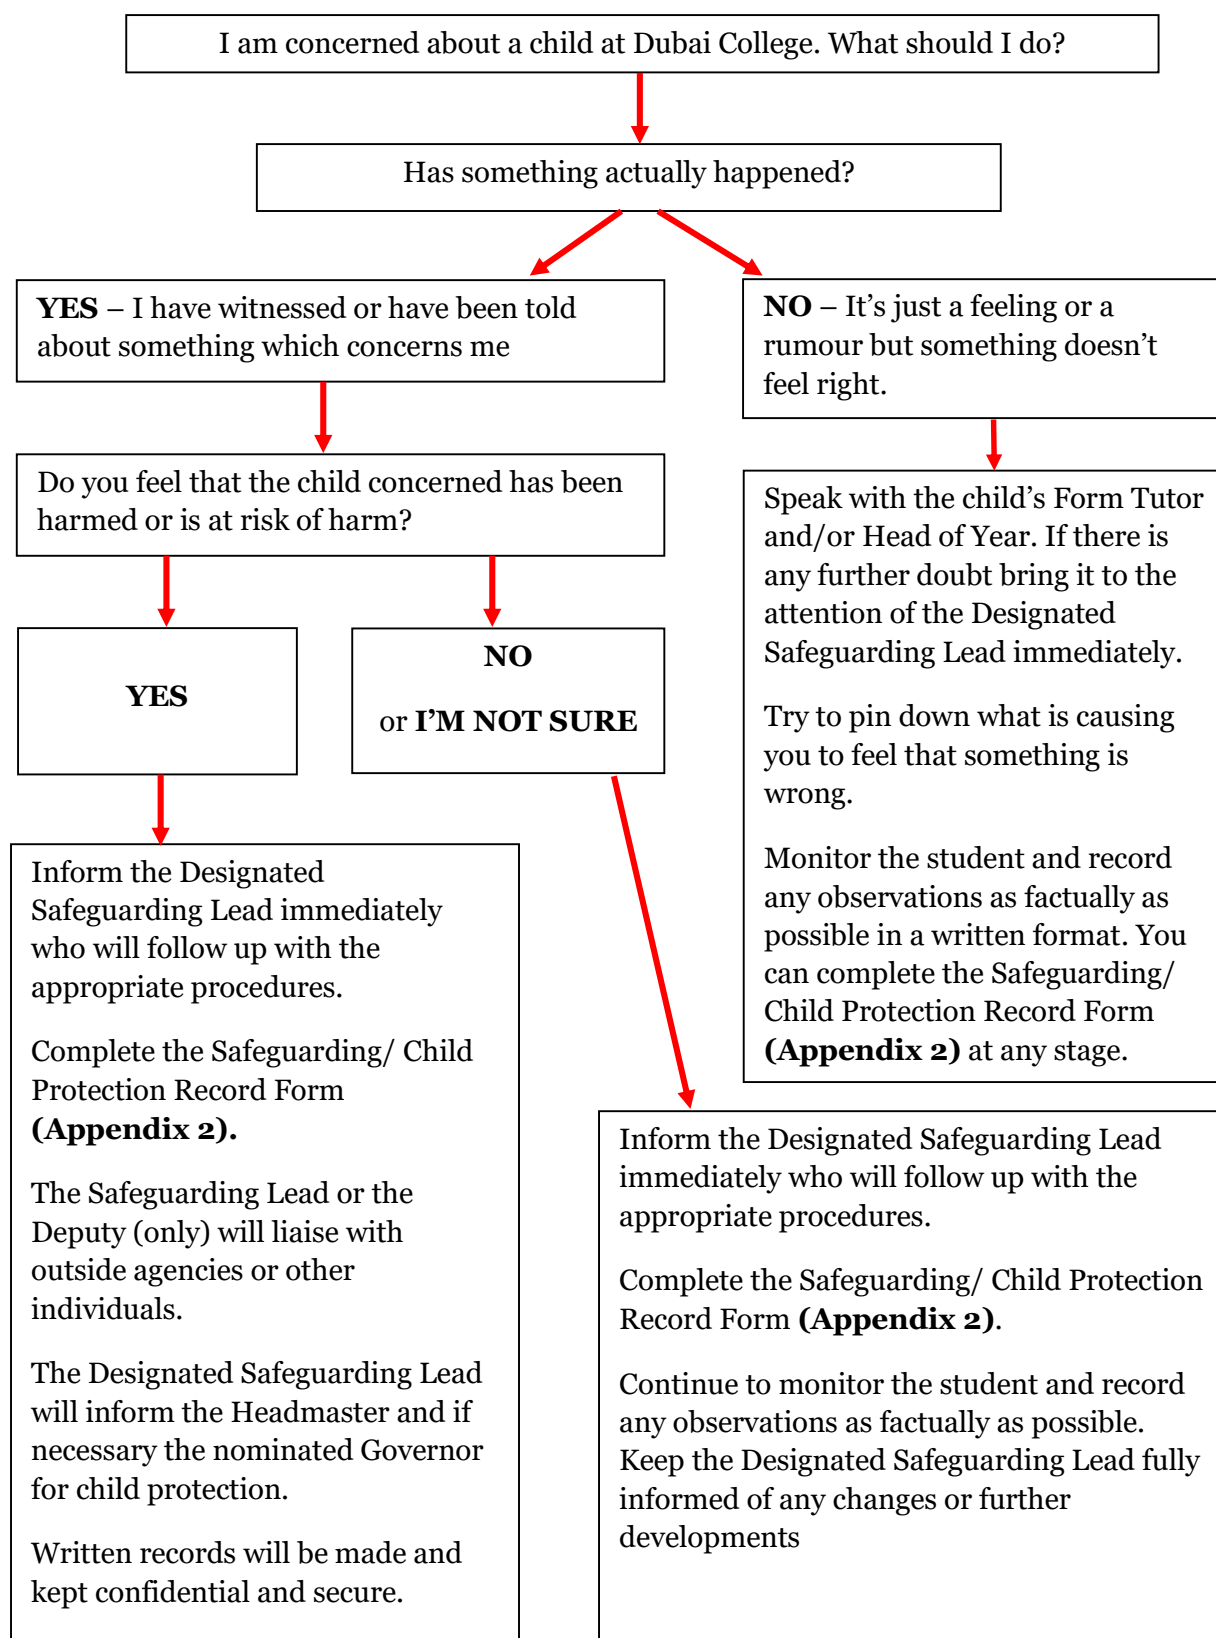 I am concerned about a child at Dubai College. What should I do?
Has something actually happened?
YES – I have witnessed or have been told
about something which concerns me
NO – It’s just a feeling or a
rumour but something doesn’t
feel right.
Do you feel that the child concerned has been
harmed or is at risk of harm?
Speak with the child’s Form Tutor
and/or Head of Year. If there is
any further doubt bring it to the
attention of the Designated
Safeguarding Lead immediately.
Try to pin down what is causing
you to feel that something is
wrong.
Monitor the student and record
any observations as factually as
possible in a written format. You
can complete the Safeguarding/
Child Protection Record Form
(Appendix 2) at any stage.
YES
NO
or I’M NOT SURE
Inform the Designated
Safeguarding Lead immediately
who will follow up with the
appropriate procedures.
Complete the Safeguarding/ Child
Protection Record Form
(Appendix 2).
The Safeguarding Lead or the
Deputy (only) will liaise with
outside agencies or other
individuals.
The Designated Safeguarding Lead
will inform the Headmaster and if
necessary the nominated Governor
for child protection.
Written records will be made and
kept confidential and secure.
Inform the Designated Safeguarding Lead
immediately who will follow up with the
appropriate procedures.
Complete the Safeguarding/ Child Protection
Record Form (Appendix 2).
Continue to monitor the student and record
any observations as factually as possible.
Keep the Designated Safeguarding Lead fully
informed of any changes or further
developments